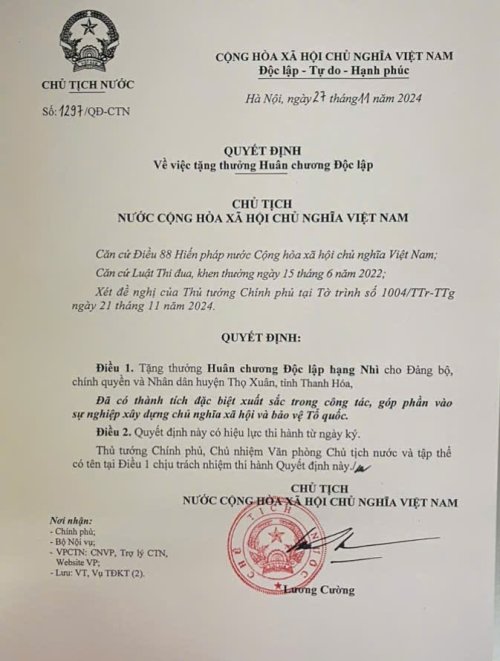 CỘNG HÒA XÃ HỘI CHỦ NGHĨA VIỆT NAM
Độc lập - Tự do - Hạnh phúc
CHỦ TỊCH NƯỚC
Số: 1297/QĐ-CTN
Hà Nội, ngày 27 tháng 11 năm 2024
QUYẾT ĐỊNH
Về việc tặng thưởng Huân chương Độc lập
CHỦ TỊCH
NƯỚC CỘNG HÒA XÃ HỘI CHỦ NGHĨA VIỆT NAM
Căn cứ Điều 88 Hiến pháp nước Cộng hòa xã hội chủ nghĩa Việt Nam;
Căn cứ Luật Thi đua, khen thưởng ngày 15 tháng 6 năm 2022;
Xét đề nghị của Thủ tướng Chính phủ tại Tờ trình số 1004/TTr-TTg
ngày 21 tháng 11 năm 2024.
QUYẾT ĐỊNH:
Điều 1. Tặng thưởng Huân chương Độc lập hạng Nhì cho Đảng bộ,
chính quyền và Nhân dân huyện Thọ Xuân, tỉnh Thanh Hóa,
Đã có thành tích đặc biệt xuất sắc trong công tác, góp phần vào
sự nghiệp xây dựng chủ nghĩa xã hội và bảo vệ Tổ quốc.
Điều 2. Quyết định này có hiệu lực thi hành từ ngày ký.
Thủ tướng Chính phủ, Chủ nhiệm Văn phòng Chủ tịch nước và tập thể
có tên tại Điều 1 chịu trách nhiệm thi hành Quyết định này./.
CHỦ TỊCH
NƯỚC CỘNG HÒA XÃ HỘI CHỦ NGHĨA VIỆT NAM
Nơi nhận:
- Chính phủ;
- Bộ Nội vụ;
- VPCTN: CNVP, Trợ lý CTN,
Website VP;
- Lưu: VT, Vụ TĐKT (2).
CHỦ TỊCH NƯỚC
Lương Cường